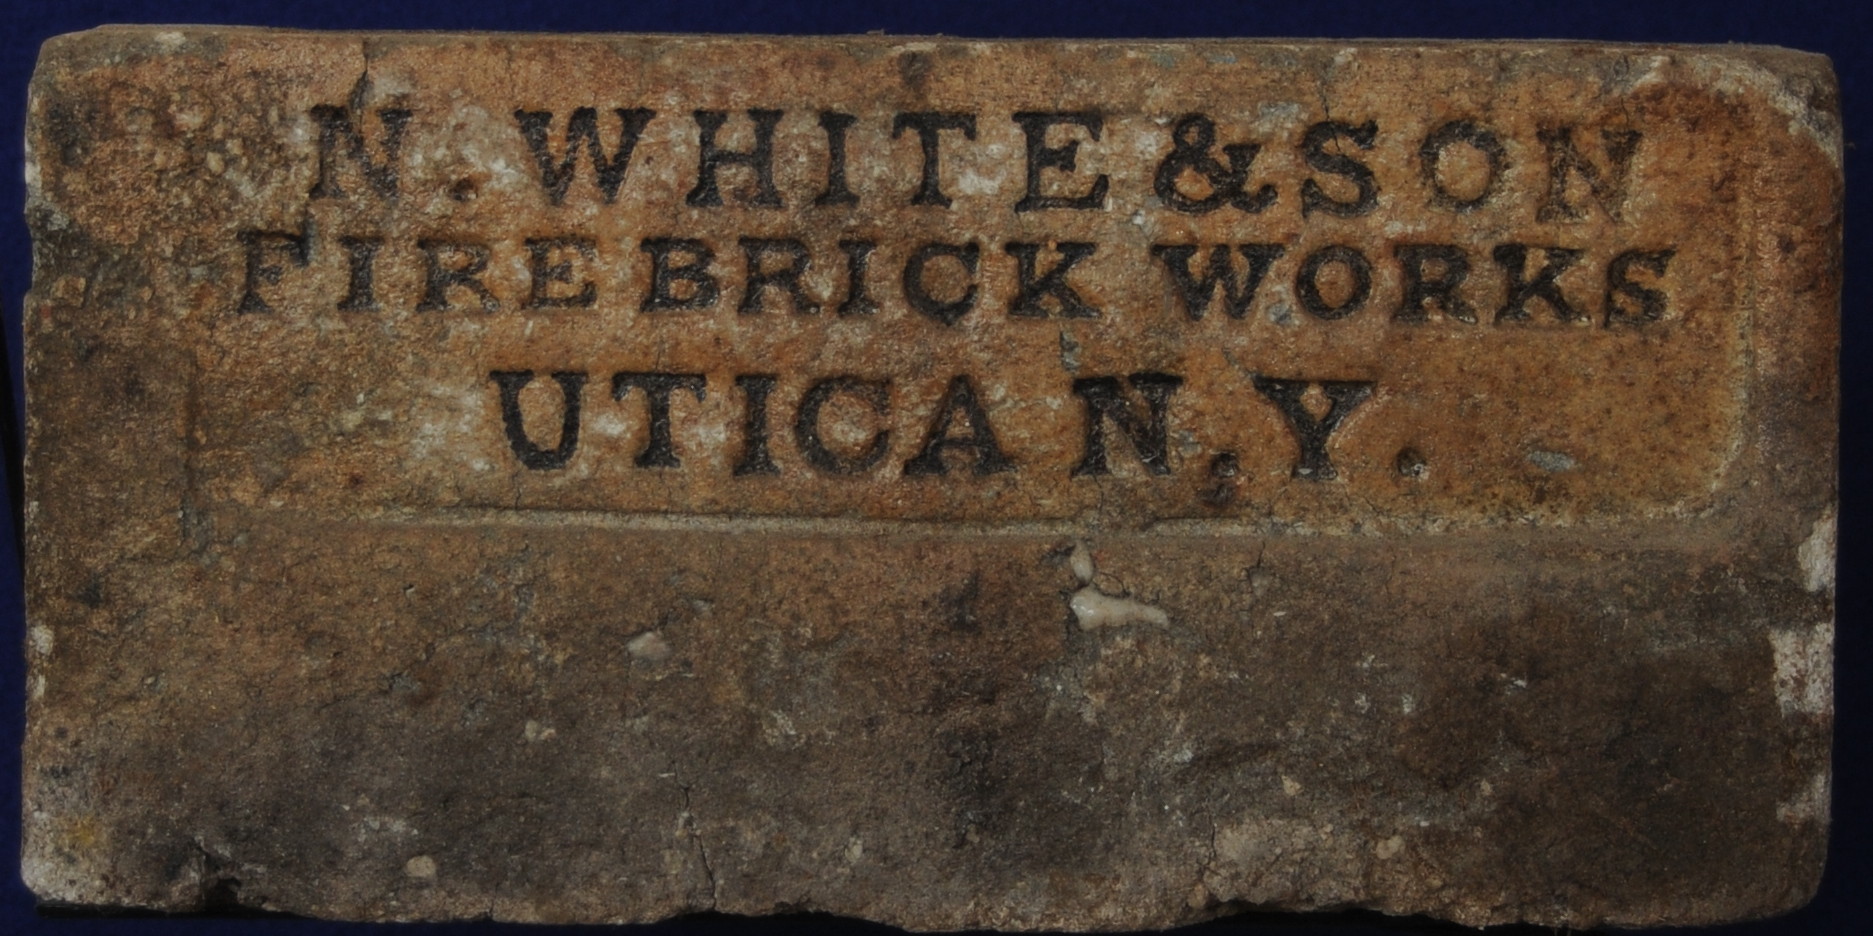 N. WHITE & SON
FIRE BRICK WORKS
UTICA N.Y.